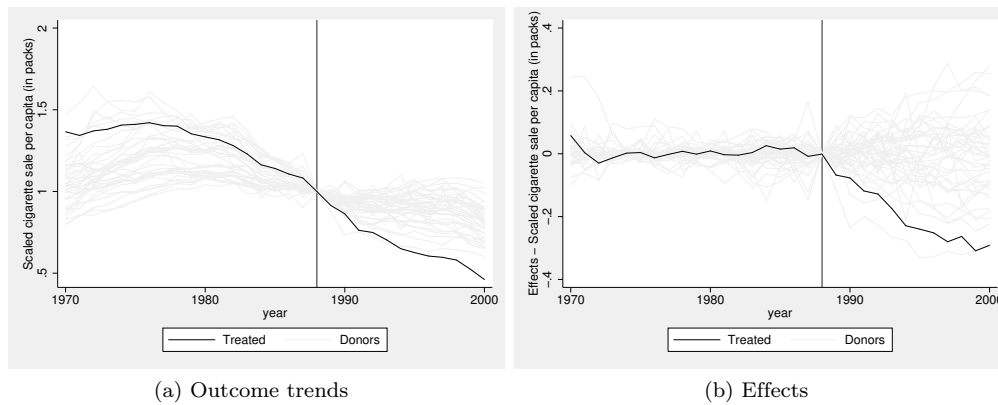 Scaled cigarette sale per capita (in packs)
2
1.5
1
.5
1970 1980 1990 2000
year
Treated Donors
(a) Outcome trends
Effects − Scaled cigarette sale per capita (in packs)
.4
.2
0
−.2
−.4
1970 1980 1990 2000
year
Treated Donors
(b) Effects